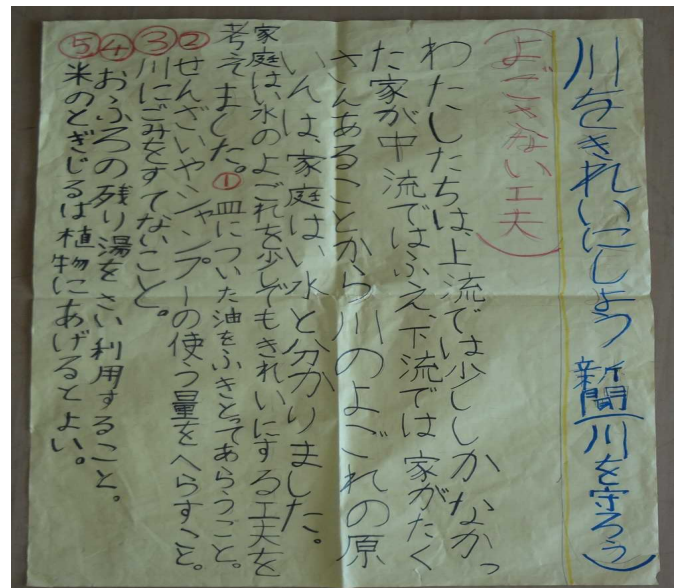 川をきれいにしよう 新開川を守ろう
(よごさない工夫)
わたしたちは、上流では少ししかなかっ
た家が中流ではふえ、下流では家がたく
さんあることから川のよごれの原
いんは、家庭はい水と分かりました。
家庭はい水のよごれを少しでもきれいにする工夫を
考えました。①皿についた油をふきとってあらうこと。
②せんざいやシャンプーの使う量をへらすこと。
③川にごみをすてないこと。
④おふろの残り湯をさい利用すること。
⑤米のとぎじるは植物にあげるとよい。